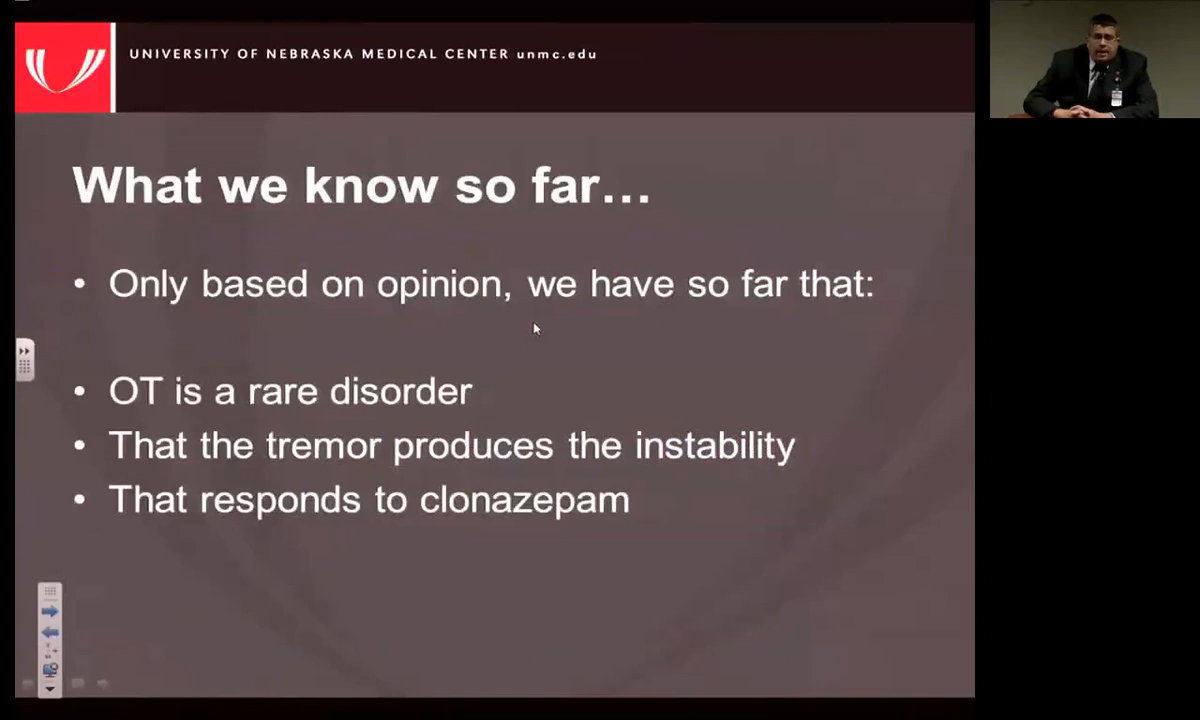 UNIVERSITY OF NEBRASKA MEDICAL CENTER unmc.edu
What we know so far...
• Only based on opinion, we have so far that:
• OT is a rare disorder
• That the tremor produces the instability
• That responds to clonazepam